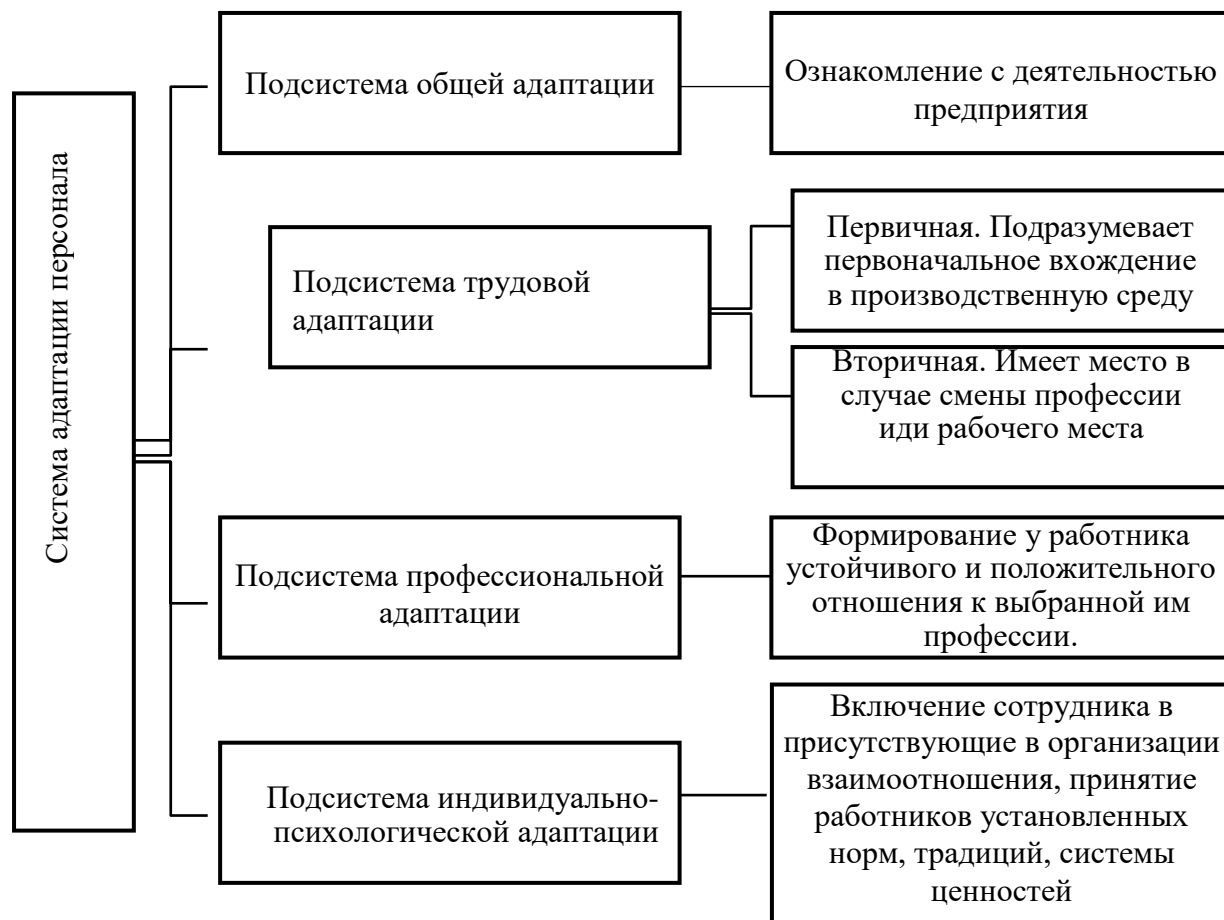 Система адаптации персонала
Подсистема общей адаптации
Ознакомление с деятельностью
предприятия
Подсистема трудовой
адаптации
Первичная. Подразумевает
первоначальное вхождение
в производственную среду
Вторичная. Имеет место в
случае смены профессии
иди рабочего места
Подсистема профессиональной
адаптации
Формирование у работника
устойчивого и положительного
отношения к выбранной им
профессии.
Подсистема индивидуально-
психологической адаптации
Включение сотрудника в
присутствующие в организации
взаимоотношения, принятие
работников установленных
норм, традиций, системы
ценностей